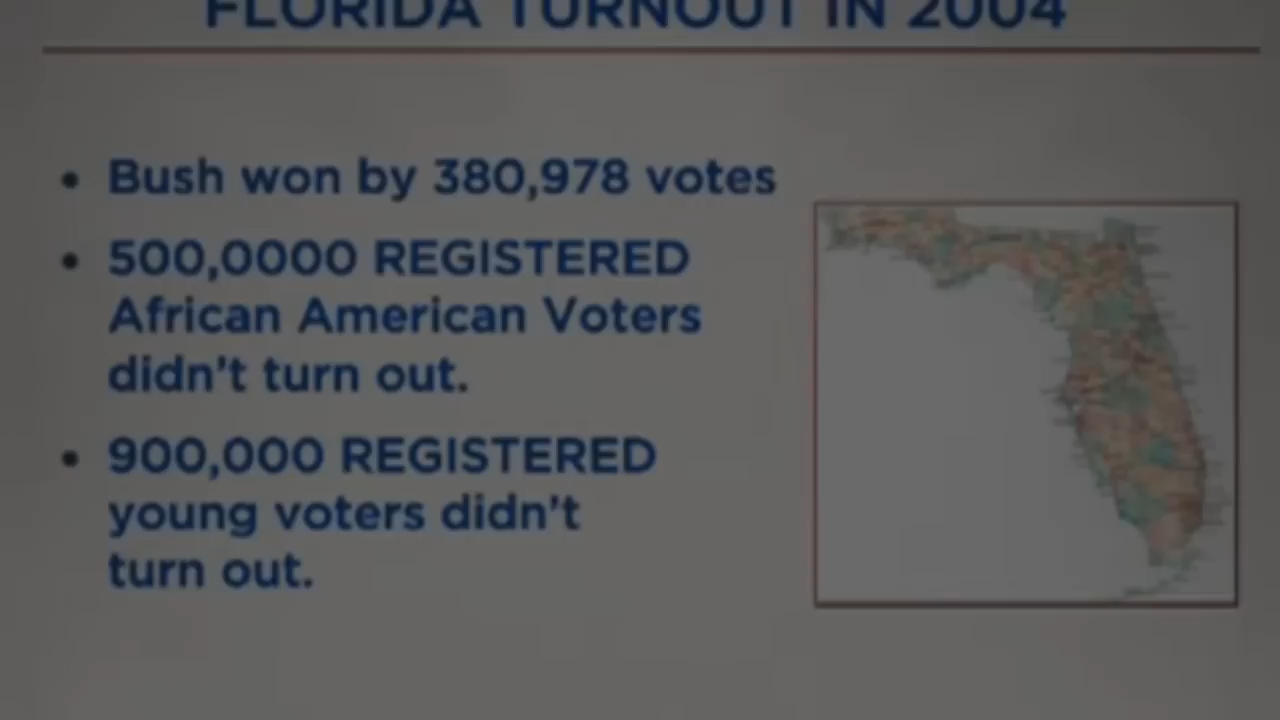 FLORIDA TURNOUT IN 2004
• Bush won by 380,978 votes
• 500,0000 REGISTERED
African American Voters
didn't turn out.
• 900,000 REGISTERED
young voters didn't
turn out.